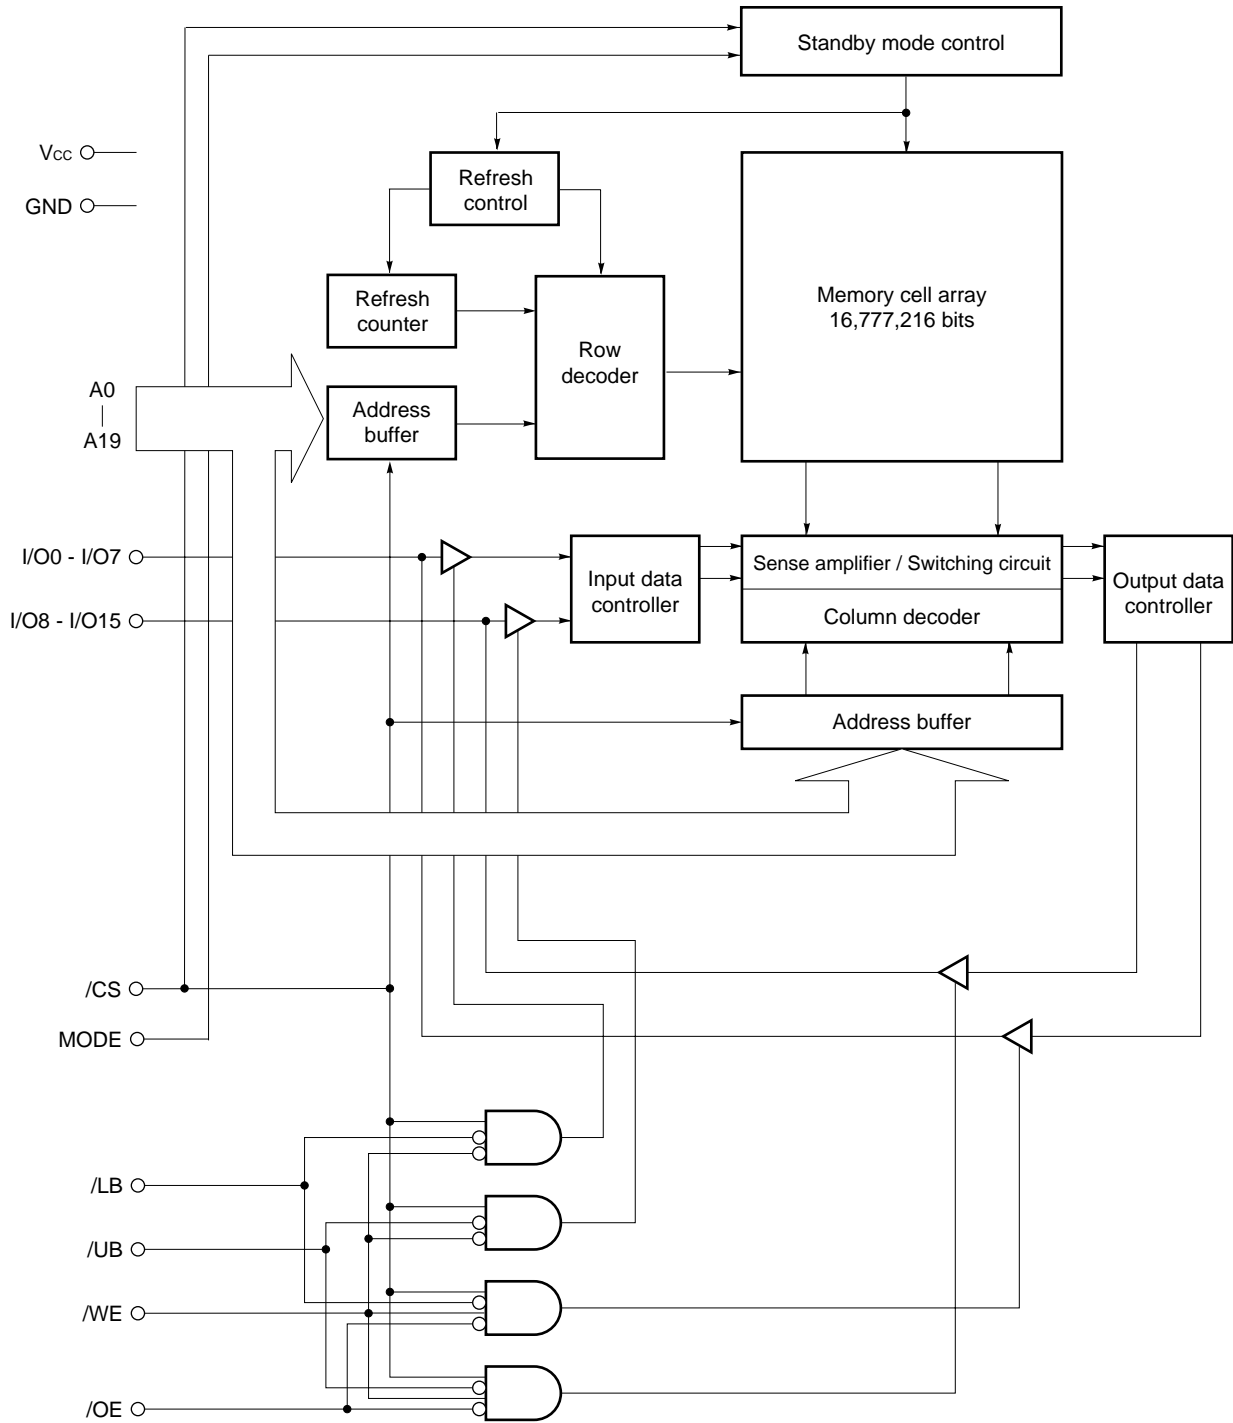 Standby mode control
VCC
GND
Refresh
control
Refresh
counter
Row
decoder
Memory cell array
16,777,216 bits
A0
A19
Address
buffer
I/O0 - I/O7
I/O8 - I/O15
Input data
controller
Sense amplifier / Switching circuit
Column decoder
Output data
controller
Address buffer
/CS
MODE
/LB
/UB
/WE
/OE